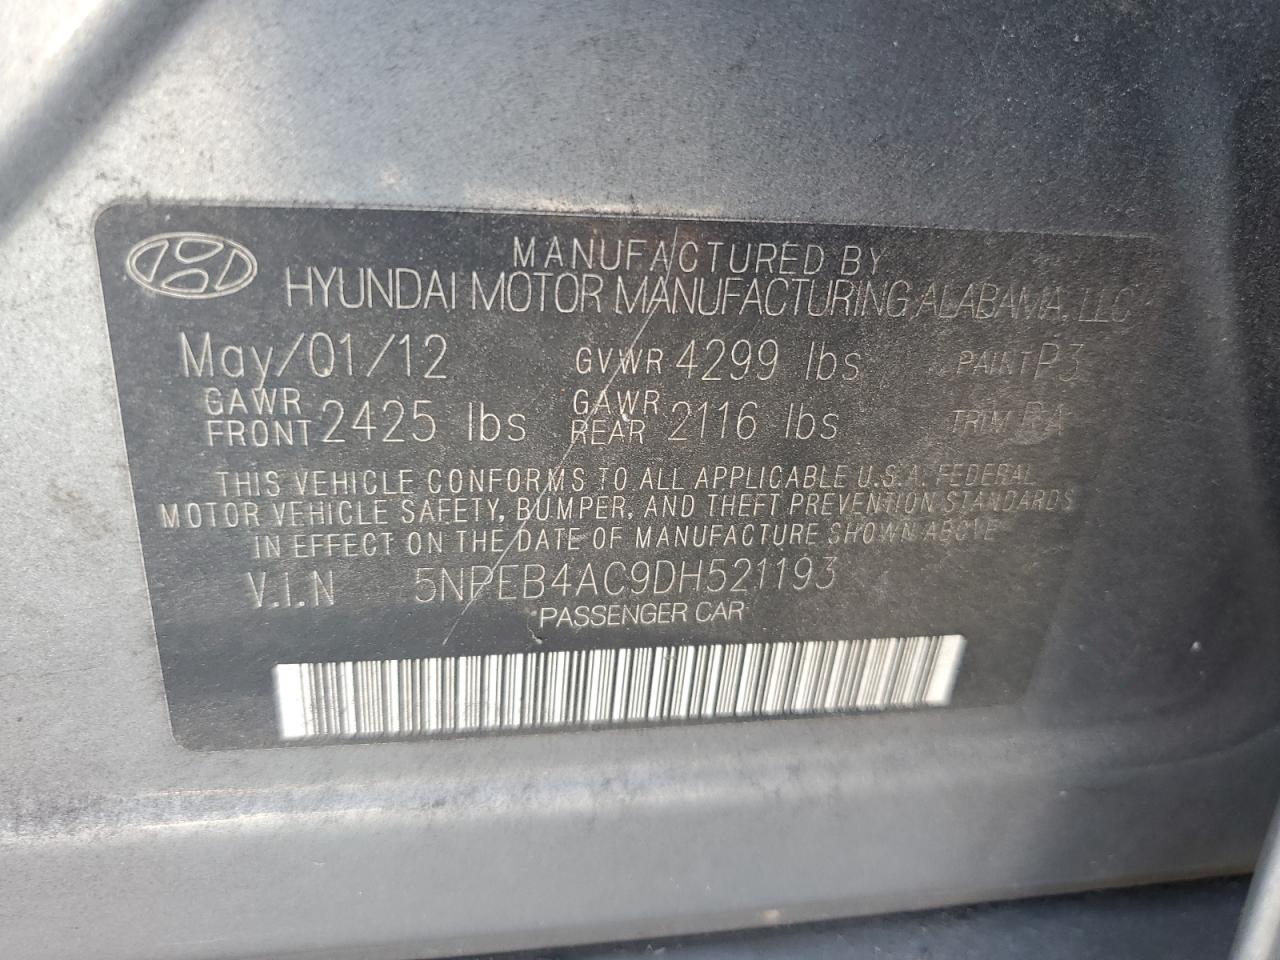 MANUFACTURED BY
HYUNDAI MOTOR MANUFACTURING ALABAMA, LLC
May/01/12 GVWR 4299 lbs PAINT P3
GAWR FRONT 2425 lbs GAWR REAR 2116 lbs TRIM RA
THIS VEHICLE CONFORMS TO ALL APPLICABLE U.S.A. FEDERAL
MOTOR VEHICLE SAFETY, BUMPER, AND THEFT PREVENTION STANDARDS
IN EFFECT ON THE DATE OF MANUFACTURE SHOWN ABOVE
V.I.N 5NPEB4AC9DH521193
PASSENGER CAR